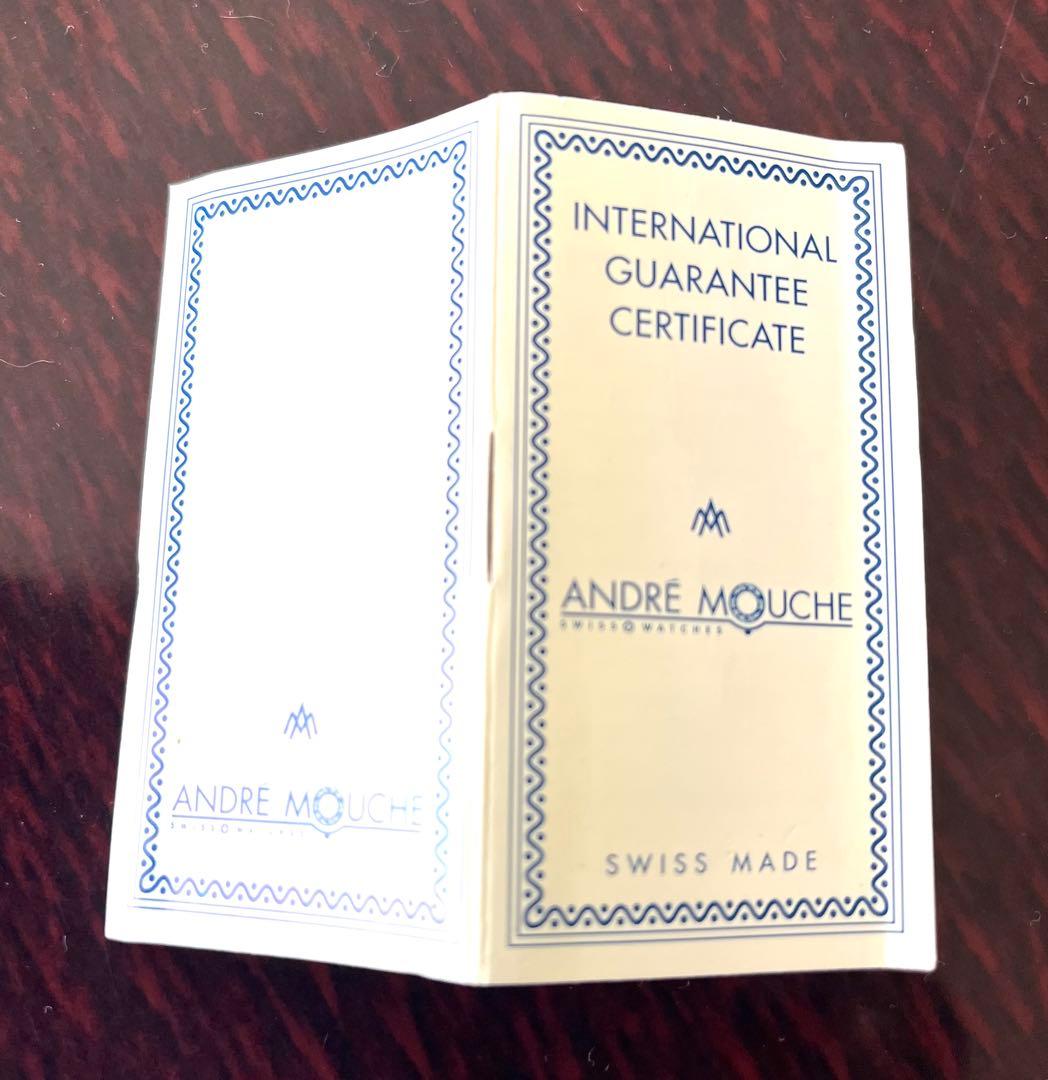 INTERNATIONAL
GUARANTEE
CERTIFICATE
ANDRÉ MOUCHE
SWISS WATCHES
SWISS MADE
ANDRÉ MOUCHE